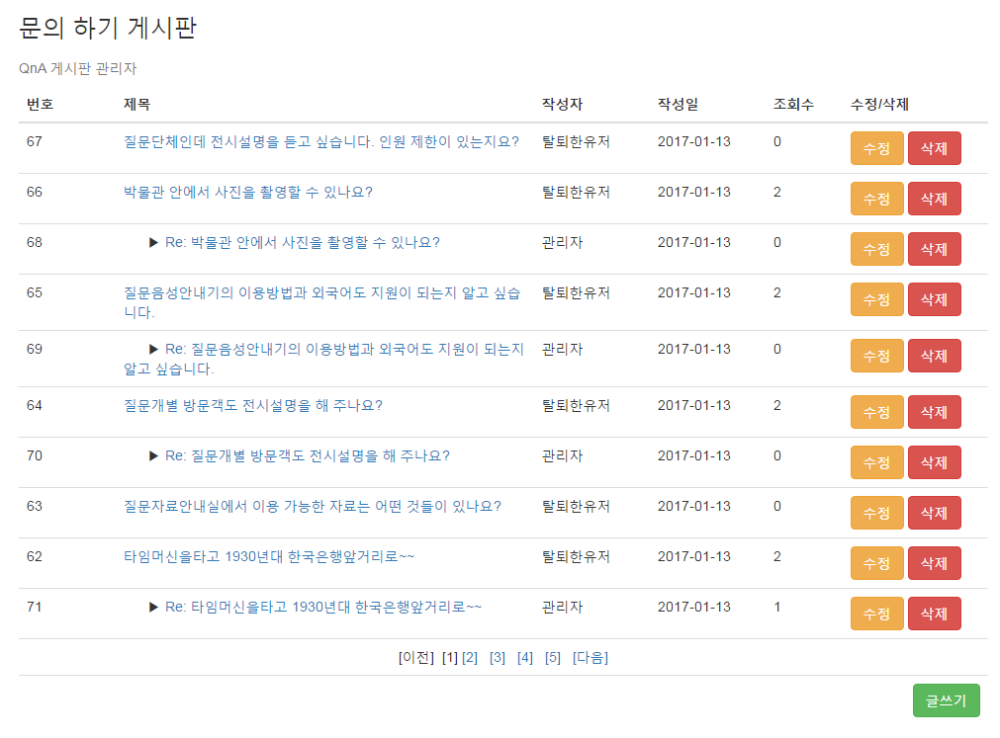 문의 하기 게시판
QnA 게시판 관리자
번호 제목 작성자 작성일 조회수 수정/삭제
67 질문단체인데 전시설명을 듣고 싶습니다. 인원 제한이 있는지요? 탈퇴한유저 2017-01-13 0 수정 삭제
66 박물관 안에서 사진을 촬영할 수 있나요? 탈퇴한유저 2017-01-13 2 수정 삭제
68 ▶ Re: 박물관 안에서 사진을 촬영할 수 있나요? 관리자 2017-01-13 0 수정 삭제
65 질문음성안내기의 이용방법과 외국어도 지원이 되는지 알고 싶습 탈퇴한유저 2017-01-13 2 수정 삭제
니다.
69 ▶ Re: 질문음성안내기의 이용방법과 외국어도 지원이 되는지 관리자 2017-01-13 0 수정 삭제
알고 싶습니다.
64 질문개별 방문객도 전시설명을 해 주나요? 탈퇴한유저 2017-01-13 2 수정 삭제
70 ▶ Re: 질문개별 방문객도 전시설명을 해 주나요? 관리자 2017-01-13 0 수정 삭제
63 질문자료안내실에서 이용 가능한 자료는 어떤 것들이 있나요? 탈퇴한유저 2017-01-13 0 수정 삭제
62 타임머신을타고 1930년대 한국은행앞거리로~~ 탈퇴한유저 2017-01-13 2 수정 삭제
71 ▶ Re: 타임머신을타고 1930년대 한국은행앞거리로~~ 관리자 2017-01-13 1 수정 삭제
[이전] [1] [2] [3] [4] [5] [다음]
글쓰기